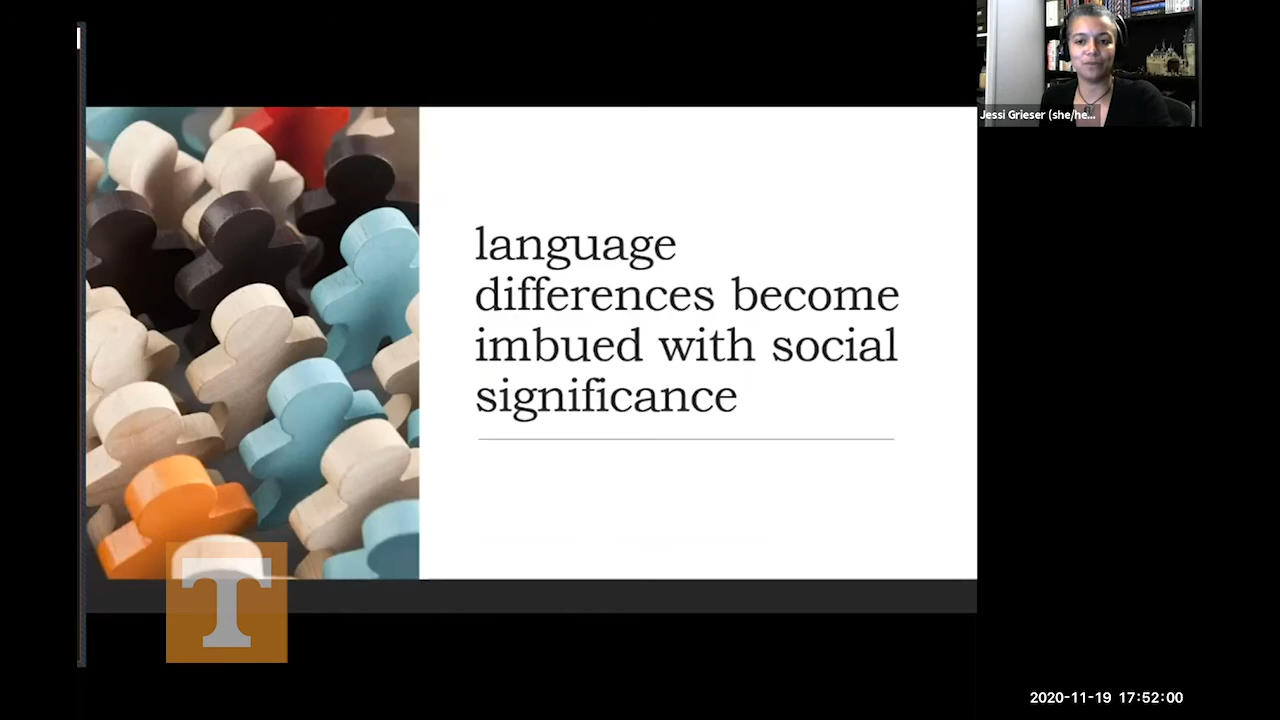 Jessi Grieser (she/he...
language
differences become
imbued with social
significance
T
2020-11-19 17:52:00